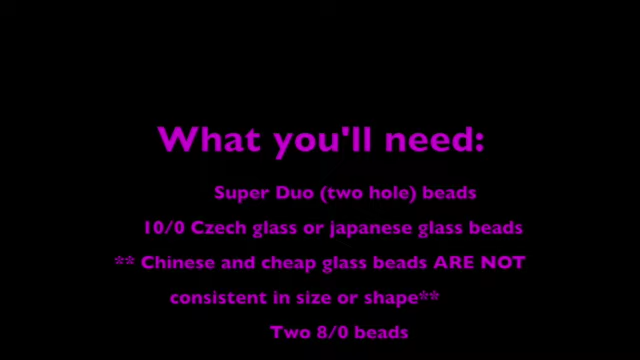 What you'll need:
Super Duo (two hole) beads
10/0 Czech glass or japanese glass beads
** Chinese and cheap glass beads ARE NOT
consistent in size or shape**
Two 8/0 beads